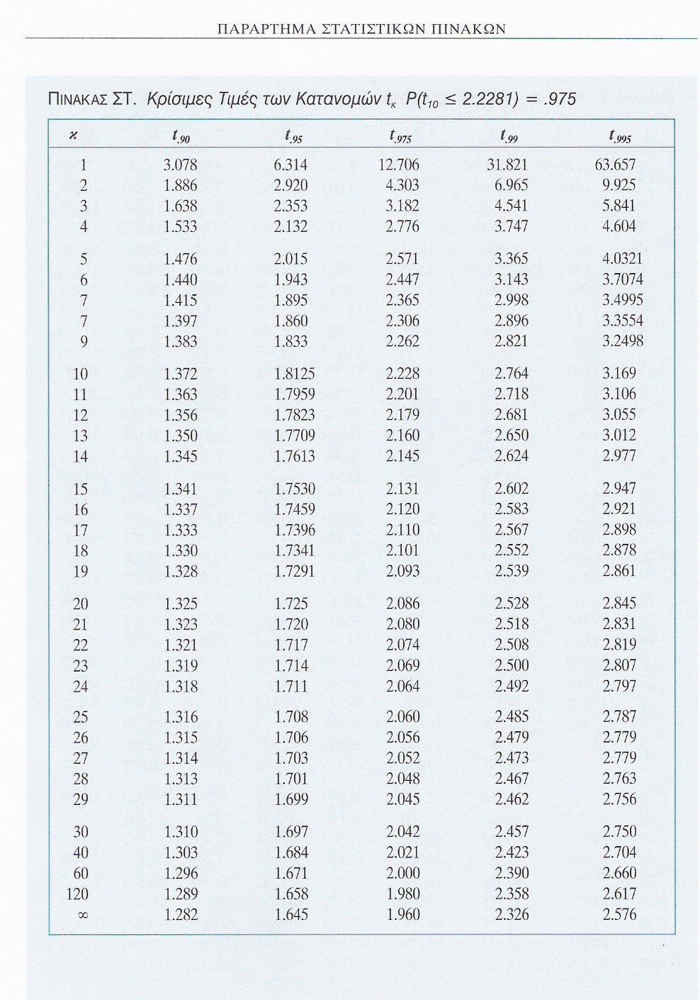 ΠΑΡΑΡΤΗΜΑ ΣΤΑΤΙΣΤΙΚΩΝ ΠΙΝΑΚΩΝ
ΠΙΝΑΚΑΣ ΣΤ. Κρίσιμες Τιμές των Κατανομών tκ P(t10 ≤ 2.2281) = .975
ϰ t.90 t.95 t.975 t.99 t.995
1 3.078 6.314 12.706 31.821 63.657
2 1.886 2.920 4.303 6.965 9.925
3 1.638 2.353 3.182 4.541 5.841
4 1.533 2.132 2.776 3.747 4.604
5 1.476 2.015 2.571 3.365 4.0321
6 1.440 1.943 2.447 3.143 3.7074
7 1.415 1.895 2.365 2.998 3.4995
7 1.397 1.860 2.306 2.896 3.3554
9 1.383 1.833 2.262 2.821 3.2498
10 1.372 1.8125 2.228 2.764 3.169
11 1.363 1.7959 2.201 2.718 3.106
12 1.356 1.7823 2.179 2.681 3.055
13 1.350 1.7709 2.160 2.650 3.012
14 1.345 1.7613 2.145 2.624 2.977
15 1.341 1.7530 2.131 2.602 2.947
16 1.337 1.7459 2.120 2.583 2.921
17 1.333 1.7396 2.110 2.567 2.898
18 1.330 1.7341 2.101 2.552 2.878
19 1.328 1.7291 2.093 2.539 2.861
20 1.325 1.725 2.086 2.528 2.845
21 1.323 1.720 2.080 2.518 2.831
22 1.321 1.717 2.074 2.508 2.819
23 1.319 1.714 2.069 2.500 2.807
24 1.318 1.711 2.064 2.492 2.797
25 1.316 1.708 2.060 2.485 2.787
26 1.315 1.706 2.056 2.479 2.779
27 1.314 1.703 2.052 2.473 2.779
28 1.313 1.701 2.048 2.467 2.763
29 1.311 1.699 2.045 2.462 2.756
30 1.310 1.697 2.042 2.457 2.750
40 1.303 1.684 2.021 2.423 2.704
60 1.296 1.671 2.000 2.390 2.660
120 1.289 1.658 1.980 2.358 2.617
∞ 1.282 1.645 1.960 2.326 2.576